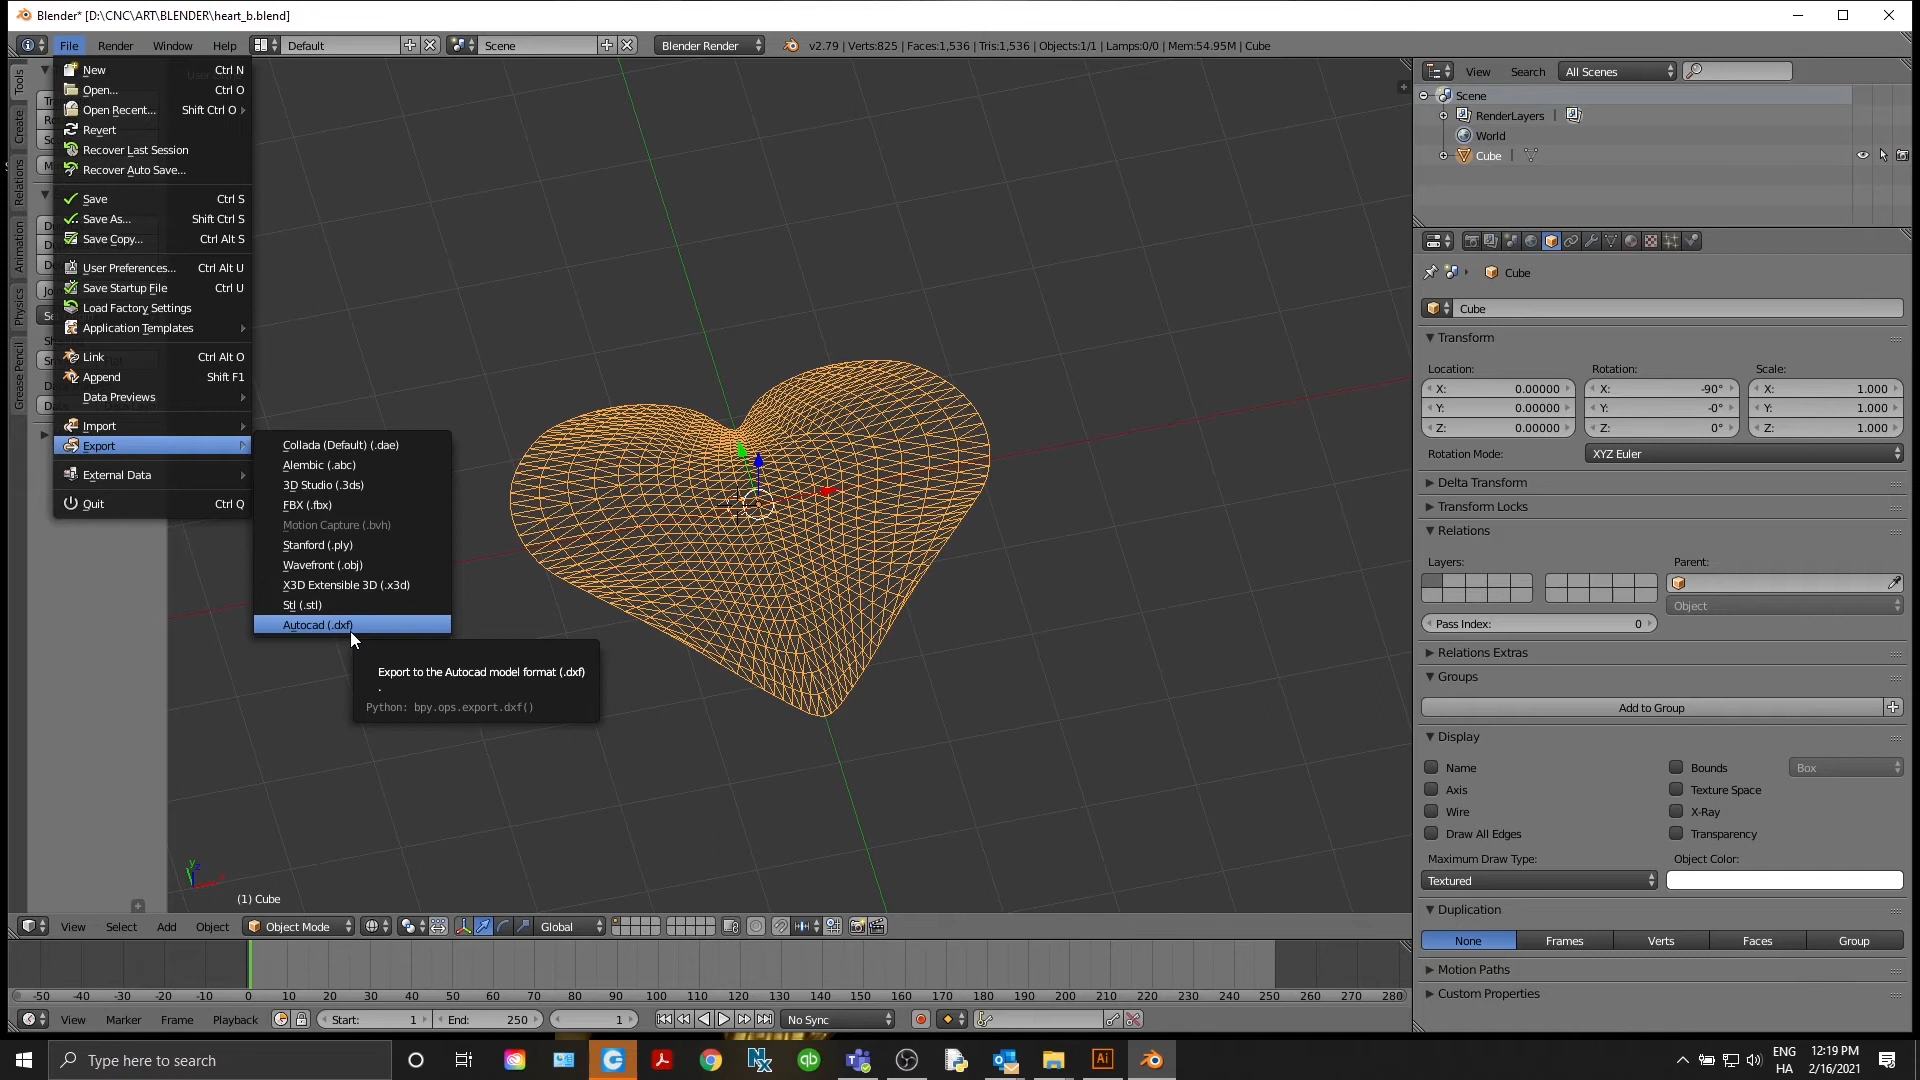 Blender* [D:\CNC\ART\BLENDER\heart_b.blend]
File Render Window Help Default Scene Blender Render v2.79 | Verts:825 | Faces:1,536 | Tris:1,536 | Objects:1/1 | Lamps:0/0 | Mem:54.95M | Cube
New Ctrl N
Open... Ctrl O
Open Recent... Shift Ctrl O
Revert
Recover Last Session
Recover Auto Save...
Save Ctrl S
Save As... Shift Ctrl S
Save Copy... Ctrl Alt S
User Preferences... Ctrl Alt U
Save Startup File Ctrl U
Load Factory Settings
Application Templates
Link Ctrl Alt O
Append Shift F1
Data Previews
Import
Export
External Data
Quit Ctrl Q
Tools
Create
Relations
Animation
Physics
Grease Pencil
Collada (Default) (.dae)
Alembic (.abc)
3D Studio (.3ds)
FBX (.fbx)
Motion Capture (.bvh)
Stanford (.ply)
Wavefront (.obj)
X3D Extensible 3D (.x3d)
Stl (.stl)
Autocad (.dxf)
Export to the Autocad model format (.dxf)
.
Python: bpy.ops.export.dxf()
(1) Cube
View Search All Scenes
Scene
RenderLayers |
World
Cube |
Cube
Cube
Transform
Location: Rotation: Scale:
X: 0.00000 X: -90° X: 1.000
Y: 0.00000 Y: -0° Y: 1.000
Z: 0.00000 Z: 0° Z: 1.000
Rotation Mode: XYZ Euler
Delta Transform
Transform Locks
Relations
Layers: Parent:
Object
Pass Index: 0
Relations Extras
Groups
Add to Group
Display
Name Bounds Box
Axis Texture Space
Wire X-Ray
Draw All Edges Transparency
Maximum Draw Type: Object Color:
Textured
Duplication
None Frames Verts Faces Group
Motion Paths
Custom Properties
View Select Add Object Object Mode Global
-50 -40 -30 -20 -10 0 10 20 30 40 50 60 70 80 90 100 110 120 130 140 150 160 170 180 190 200 210 220 230 240 250 260 270 280
View Marker Frame Playback Start: 1 End: 250 1 No Sync
Type here to search
ENG 12:19 PM
HA 2/16/2021